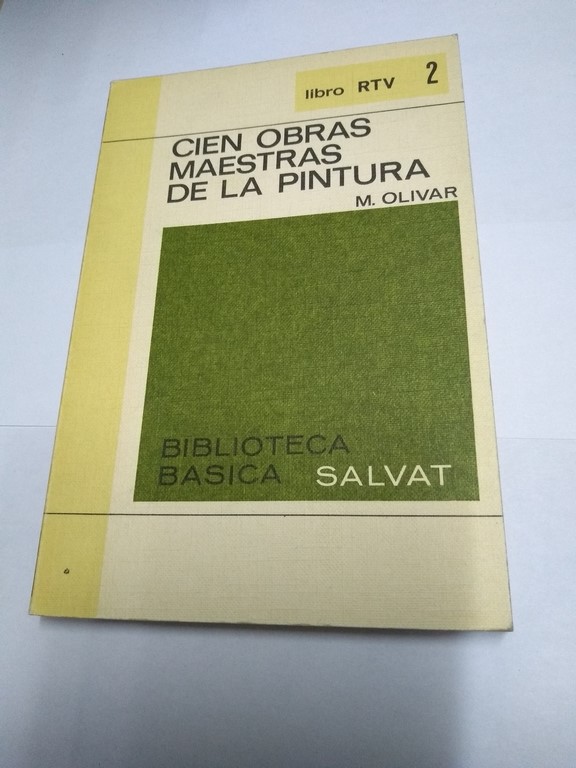 libro RTV 2
CIEN OBRAS
MAESTRAS
DE LA PINTURA
M. OLIVAR
BIBLIOTECA
BASICA SALVAT